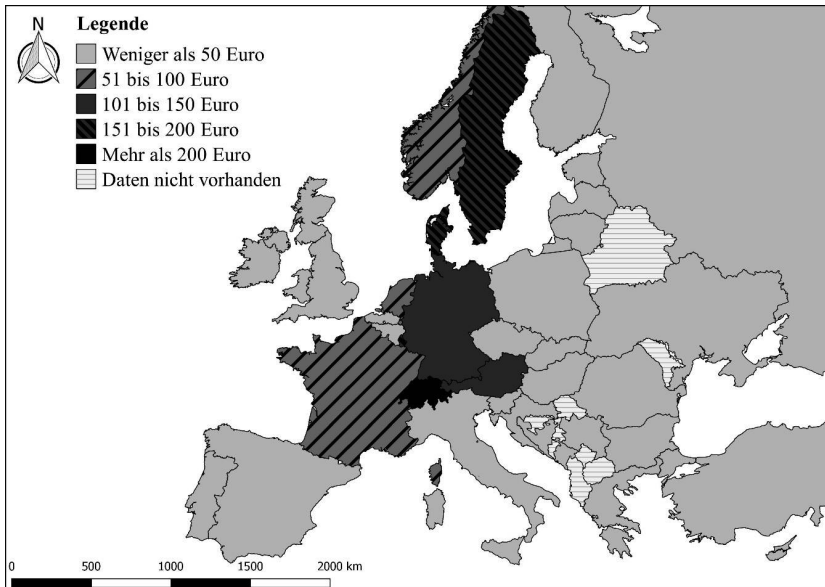 N
Legende
Weniger als 50 Euro
51 bis 100 Euro
101 bis 150 Euro
151 bis 200 Euro
Mehr als 200 Euro
Daten nicht vorhanden
0 500 1000 1500 2000 km